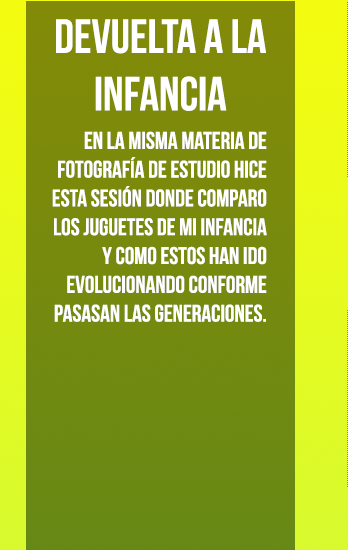 DEVUELTA A LA
INFANCIA
EN LA MISMA MATERIA DE
FOTOGRAFÍA DE ESTUDIO HICE
ESTA SESIÓN DONDE COMPARO
LOS JUGUETES DE MI INFANCIA
Y COMO ESTOS HAN IDO
EVOLUCIONANDO CONFORME
PASASAN LAS GENERACIONES.